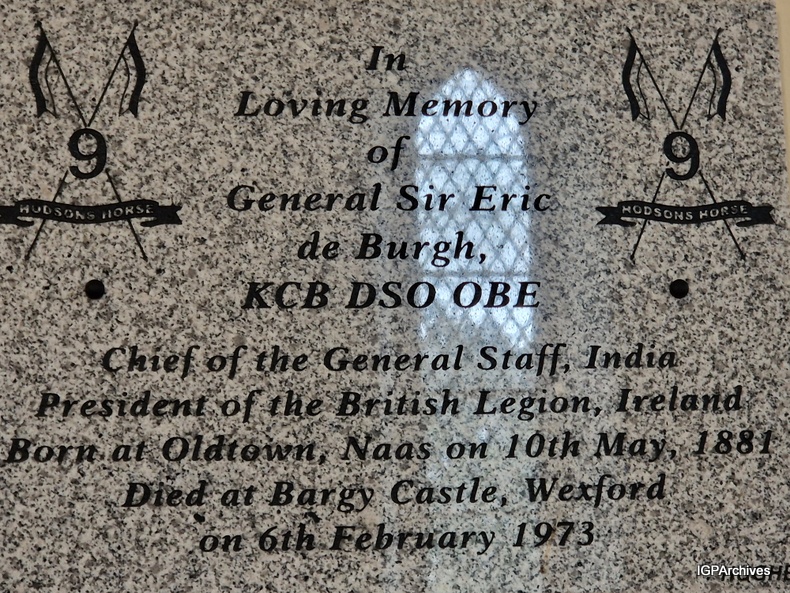 In
Loving Memory
of
General Sir Eric
de Burgh,
KCB DSO OBE
9
HODSONS HORSE
9
HODSONS HORSE
Chief of the General Staff, India
President of the British Legion, Ireland
Born at Oldtown, Naas on 10th May, 1881
Died at Bargy Castle, Wexford
on 6th February 1973
IGPArchives